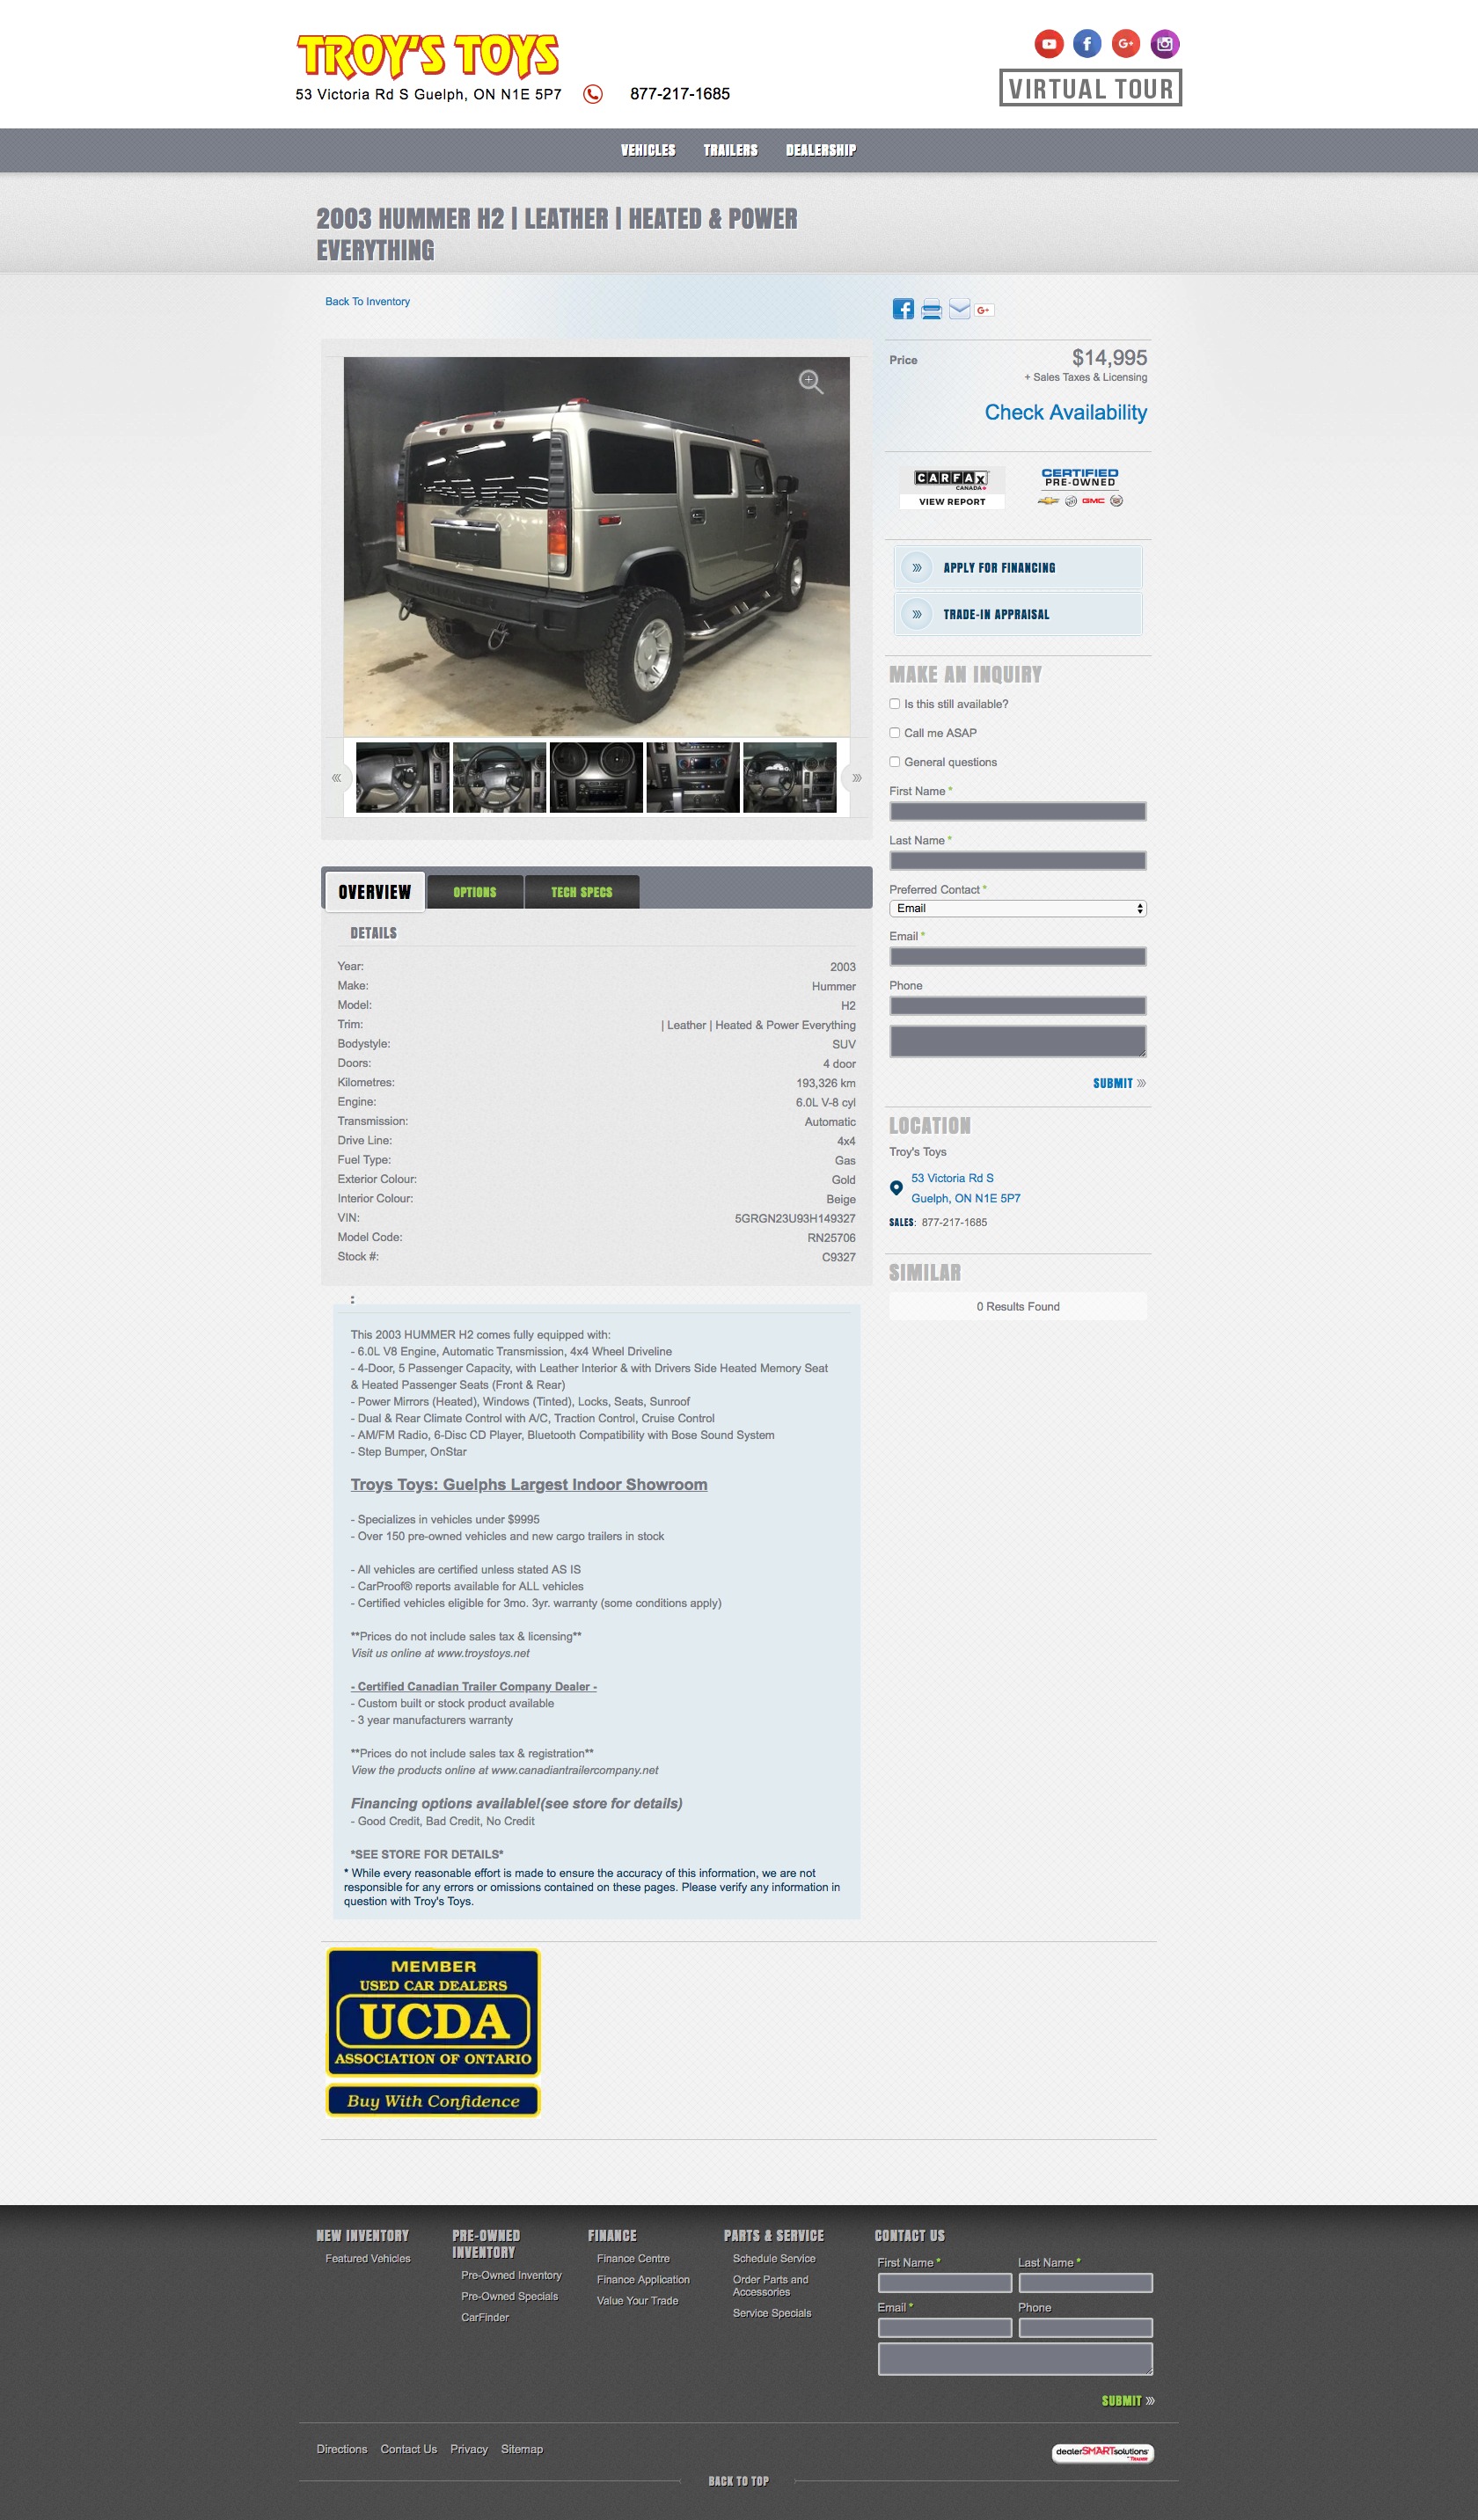 TROY'S TOYS
53 Victoria Rd S Guelph, ON N1E 5P7
877-217-1685
VIRTUAL TOUR
VEHICLES TRAILERS DEALERSHIP
2003 HUMMER H2 | LEATHER | HEATED & POWER
EVERYTHING
Back To Inventory
G+
Price $14,995
+ Sales Taxes & Licensing
Check Availability
CARFAX
CANADA
VIEW REPORT
CERTIFIED
PRE-OWNED
GMC
APPLY FOR FINANCING
TRADE-IN APPRAISAL
MAKE AN INQUIRY
Is this still available?
Call me ASAP
General questions
First Name *
Last Name *
Preferred Contact *
Email
Email *
Phone
SUBMIT »
LOCATION
Troy's Toys
53 Victoria Rd S
Guelph, ON N1E 5P7
SALES: 877-217-1685
SIMILAR
0 Results Found
OVERVIEW OPTIONS TECH SPECS
DETAILS
Year: 2003
Make: Hummer
Model: H2
Trim: | Leather | Heated & Power Everything
Bodystyle: SUV
Doors: 4 door
Kilometres: 193,326 km
Engine: 6.0L V-8 cyl
Transmission: Automatic
Drive Line: 4x4
Fuel Type: Gas
Exterior Colour: Gold
Interior Colour: Beige
VIN: 5GRGN23U93H149327
Model Code: RN25706
Stock #: C9327
:
This 2003 HUMMER H2 comes fully equipped with:
- 6.0L V8 Engine, Automatic Transmission, 4x4 Wheel Driveline
- 4-Door, 5 Passenger Capacity, with Leather Interior & with Drivers Side Heated Memory Seat
& Heated Passenger Seats (Front & Rear)
- Power Mirrors (Heated), Windows (Tinted), Locks, Seats, Sunroof
- Dual & Rear Climate Control with A/C, Traction Control, Cruise Control
- AM/FM Radio, 6-Disc CD Player, Bluetooth Compatibility with Bose Sound System
- Step Bumper, OnStar
Troys Toys: Guelphs Largest Indoor Showroom
- Specializes in vehicles under $9995
- Over 150 pre-owned vehicles and new cargo trailers in stock
- All vehicles are certified unless stated AS IS
- CarProof® reports available for ALL vehicles
- Certified vehicles eligible for 3mo. 3yr. warranty (some conditions apply)
**Prices do not include sales tax & licensing**
Visit us online at www.troystoys.net
- Certified Canadian Trailer Company Dealer -
- Custom built or stock product available
- 3 year manufacturers warranty
**Prices do not include sales tax & registration**
View the products online at www.canadiantrailercompany.net
Financing options available!(see store for details)
- Good Credit, Bad Credit, No Credit
*SEE STORE FOR DETAILS*
* While every reasonable effort is made to ensure the accuracy of this information, we are not
responsible for any errors or omissions contained on these pages. Please verify any information in
question with Troy's Toys.
MEMBER
USED CAR DEALERS
UCDA
ASSOCIATION OF ONTARIO
Buy With Confidence
NEW INVENTORY
Featured Vehicles
PRE-OWNED
INVENTORY
Pre-Owned Inventory
Pre-Owned Specials
CarFinder
FINANCE
Finance Centre
Finance Application
Value Your Trade
PARTS & SERVICE
Schedule Service
Order Parts and
Accessories
Service Specials
CONTACT US
First Name * Last Name *
Email * Phone
SUBMIT »
Directions Contact Us Privacy Sitemap
dealerSMARTsolutions
BACK TO TOP